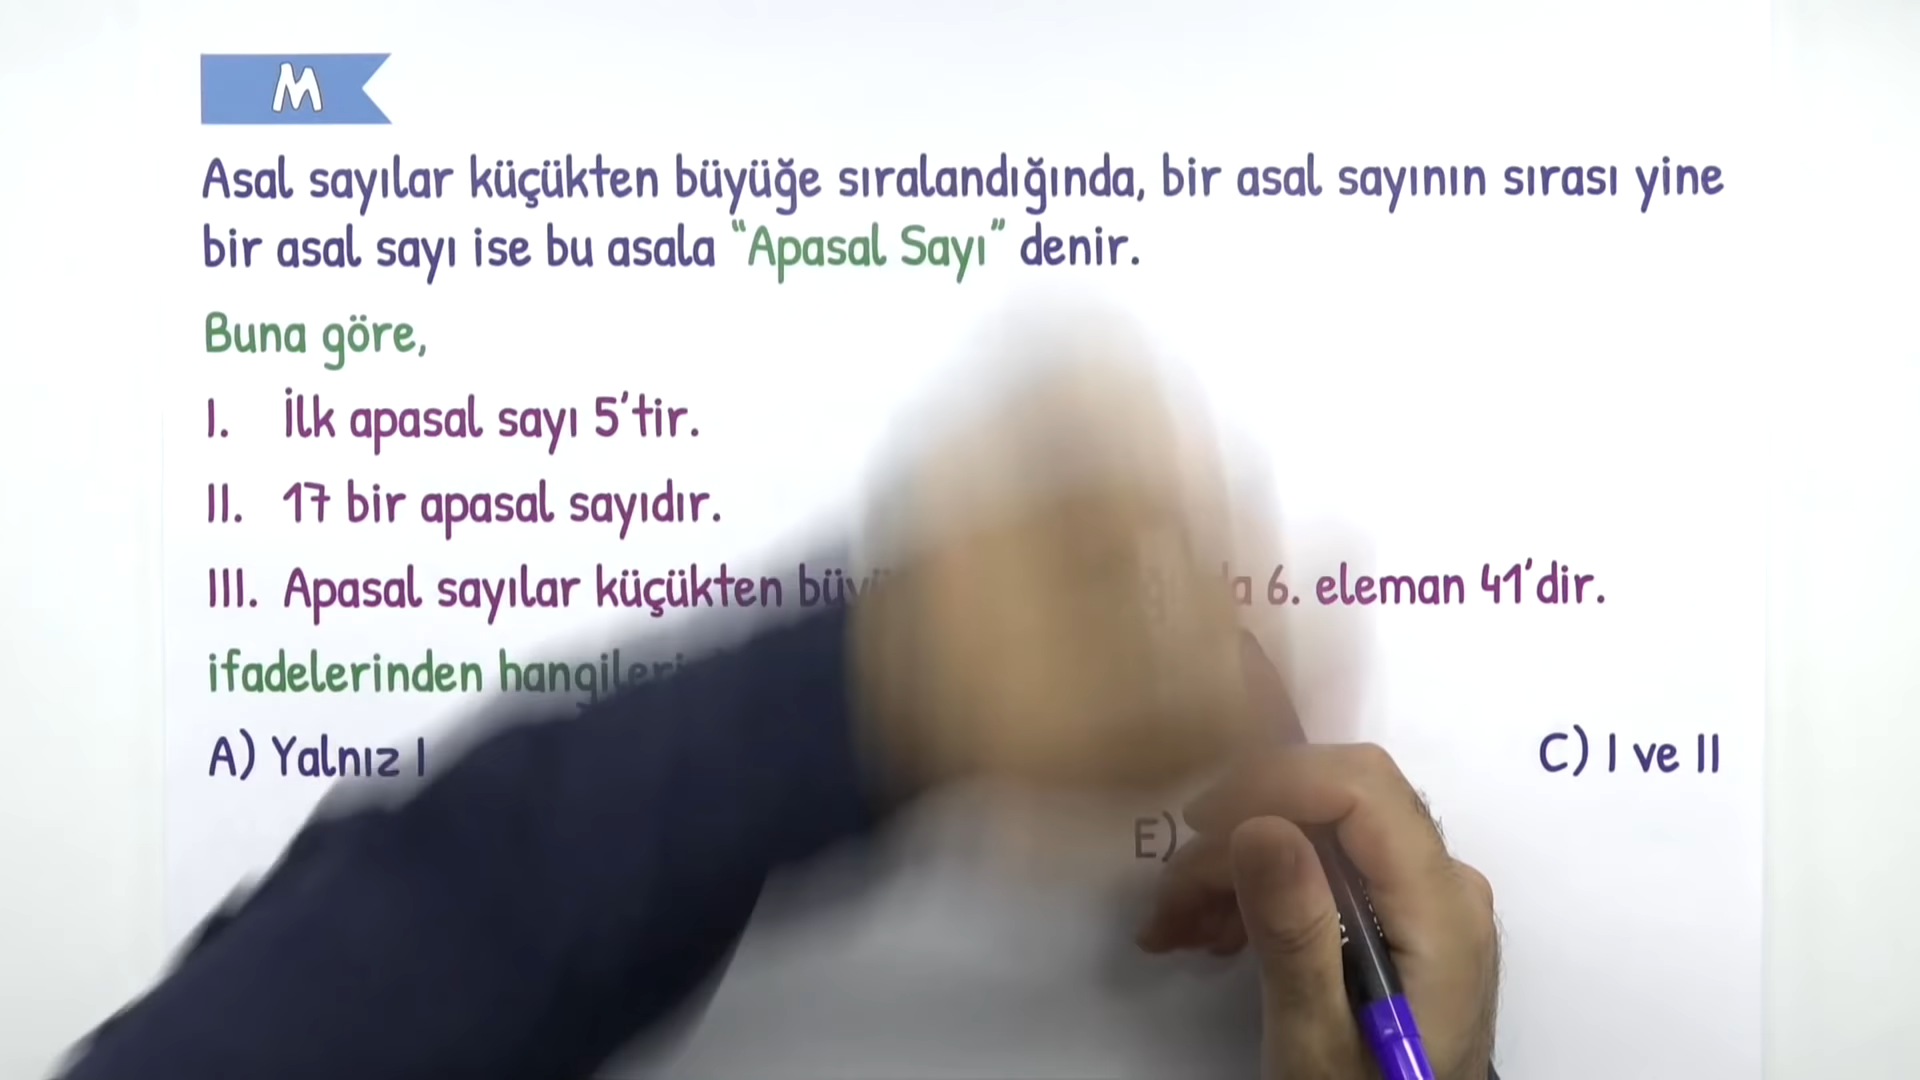 M
Asal sayılar küçükten büyüğe sıralandığında, bir asal sayının sırası yine
bir asal sayı ise bu asala “Apasal Sayı” denir.
Buna göre,
I. İlk apasal sayı 5'tir.
II. 17 bir apasal sayıdır.
III. Apasal sayılar küçükten 6. eleman 41'dir.
ifadelerinden
A) Yalnız I
C) I ve II
E)